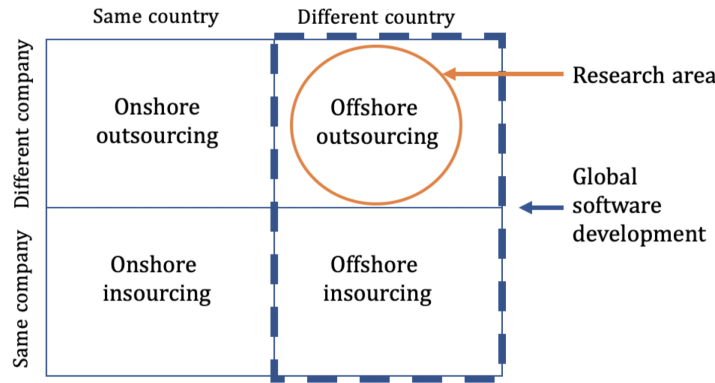 Same country
Different country
Different company
Onshore
outsourcing
Offshore
outsourcing
Research area
Global
software
development
Same company
Onshore
insourcing
Offshore
insourcing